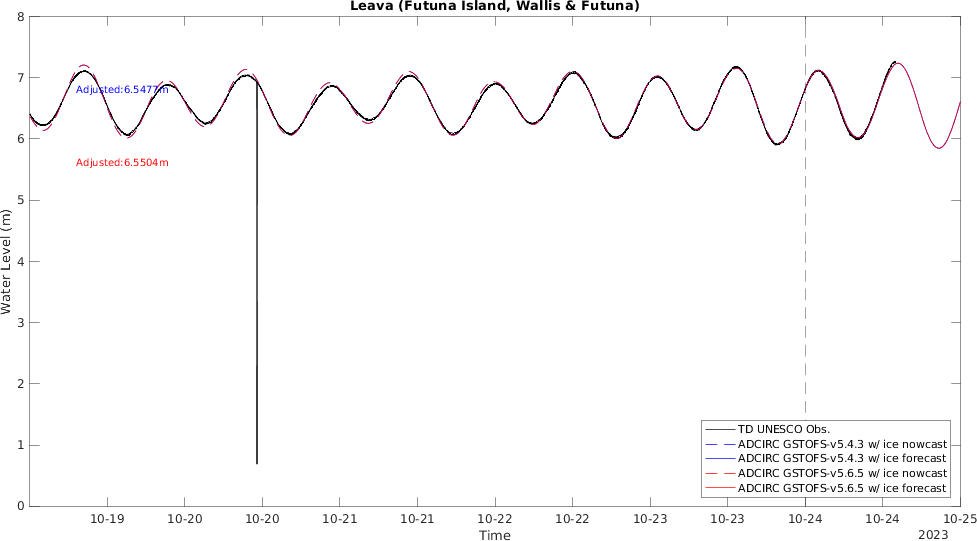 Leava (Futuna Island, Wallis & Futuna)
8
7
6
5
4
3
2
1
0
Water Level (m)
Adjusted:6.5477m
Adjusted:6.5504m
TD UNESCO Obs.
ADCIRC GSTOFS-v5.4.3 w/ ice nowcast
ADCIRC GSTOFS-v5.4.3 w/ ice forecast
ADCIRC GSTOFS-v5.6.5 w/ ice nowcast
ADCIRC GSTOFS-v5.6.5 w/ ice forecast
10-19 10-20 10-20 10-21 10-21 10-22 10-22 10-23 10-23 10-24 10-24 10-25
Time
2023